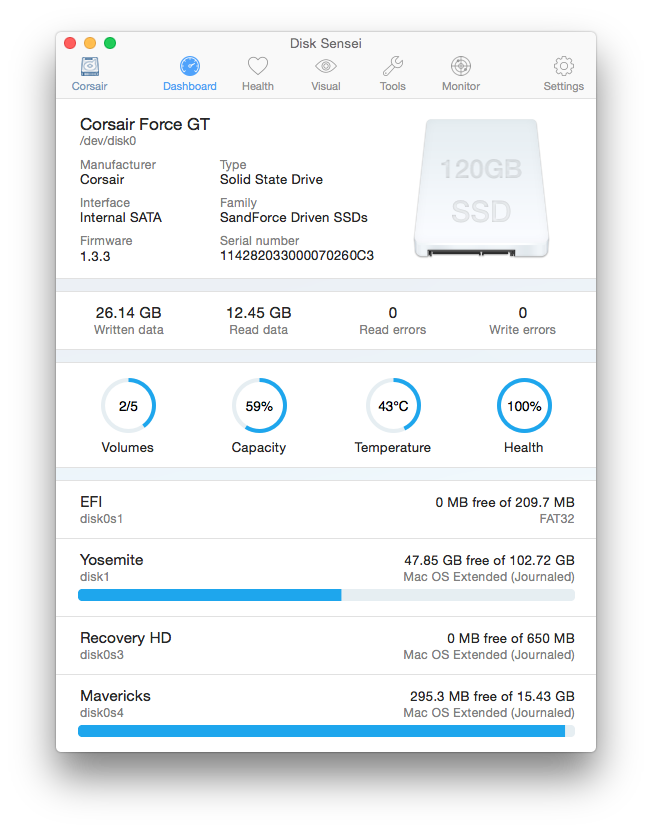 Disk Sensei
Corsair Dashboard Health Visual Tools Monitor Settings
Corsair Force GT
/dev/disk0
120GB
SSD
Manufacturer Type
Corsair Solid State Drive
Interface Family
Internal SATA SandForce Driven SSDs
Firmware Serial number
1.3.3 114282033000070260C3
26.14 GB 12.45 GB 0 0
Written data Read data Read errors Write errors
2/5 59% 43°C 100%
Volumes Capacity Temperature Health
EFI 0 MB free of 209.7 MB
disk0s1 FAT32
Yosemite 47.85 GB free of 102.72 GB
disk1 Mac OS Extended (Journaled)
Recovery HD 0 MB free of 650 MB
disk0s3 Mac OS Extended (Journaled)
Mavericks 295.3 MB free of 15.43 GB
disk0s4 Mac OS Extended (Journaled)